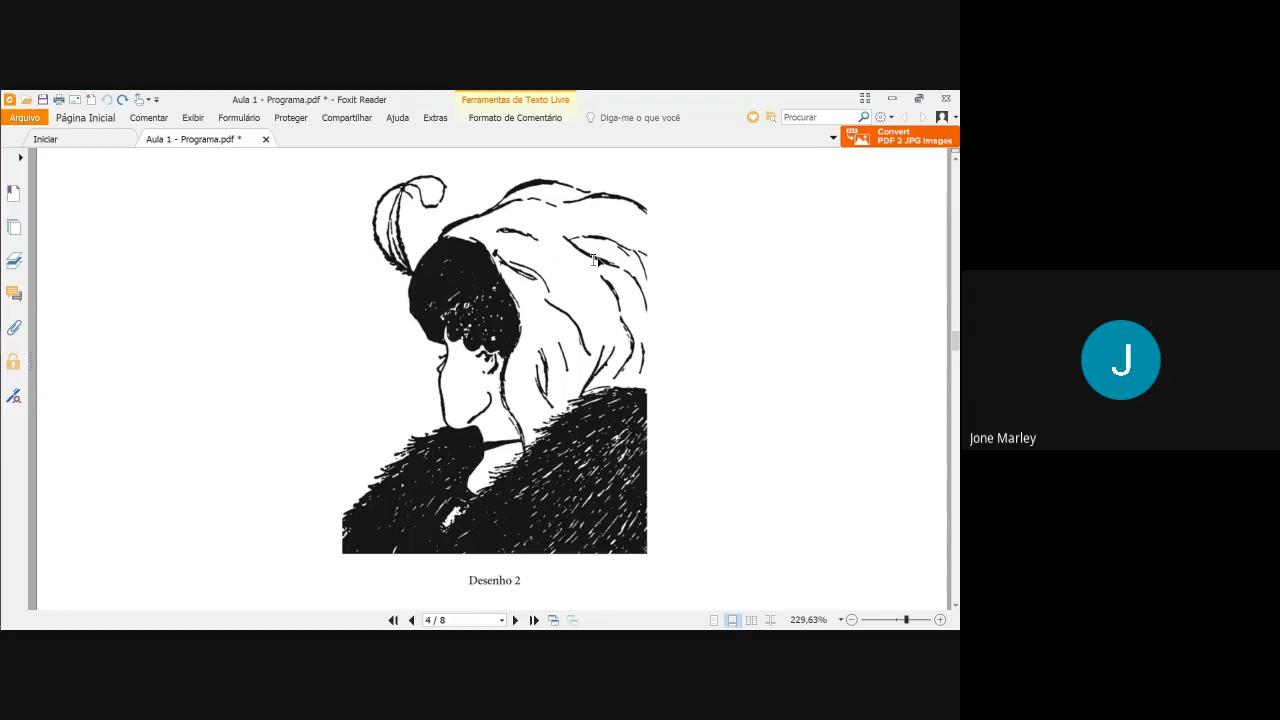 Aula 1 - Programa.pdf * - Foxit Reader
Ferramentas de Texto Livre
Arquivo Página Inicial Comentar Exibir Formulário Proteger Compartilhar Ajuda Extras Formato de Comentário Diga-me o que você Procurar
Iniciar Aula 1 - Programa.pdf *
Convert
PDF 2 JPG Images
J
Jone Marley
Desenho 2
4 / 8 229,63%